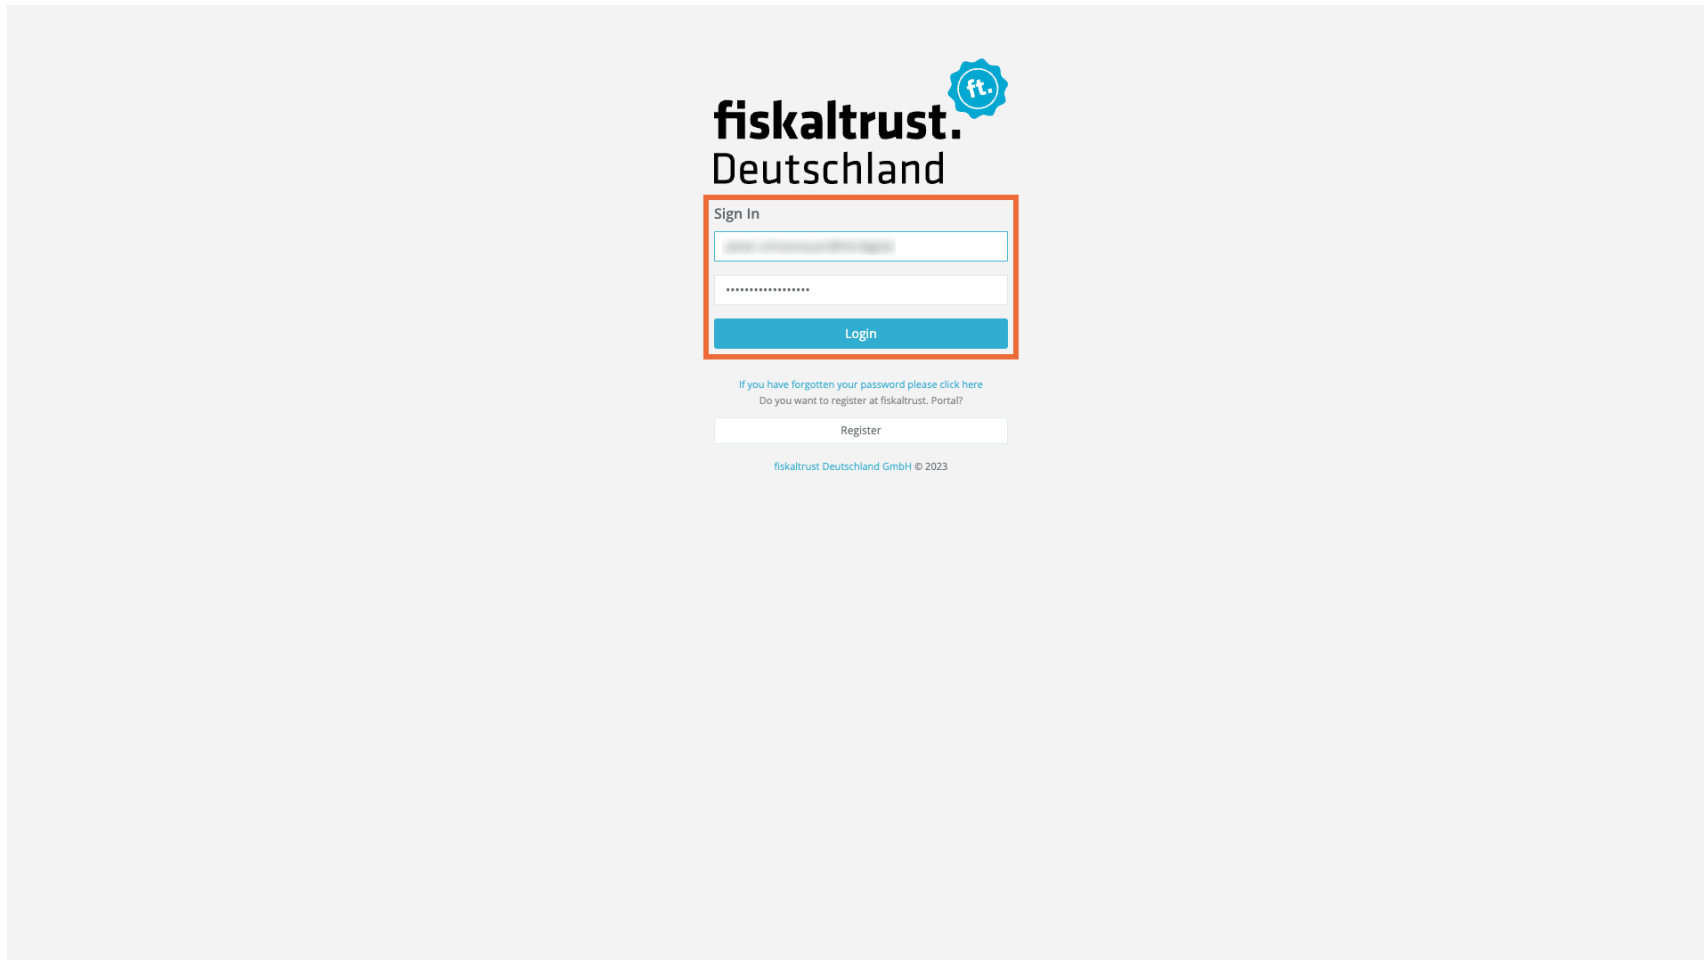 ft.
fiskaltrust.
Deutschland
Sign In
••••••••••••••••••
Login
If you have forgotten your password please click here
Do you want to register at fiskaltrust. Portal?
Register
fiskaltrust Deutschland GmbH © 2023